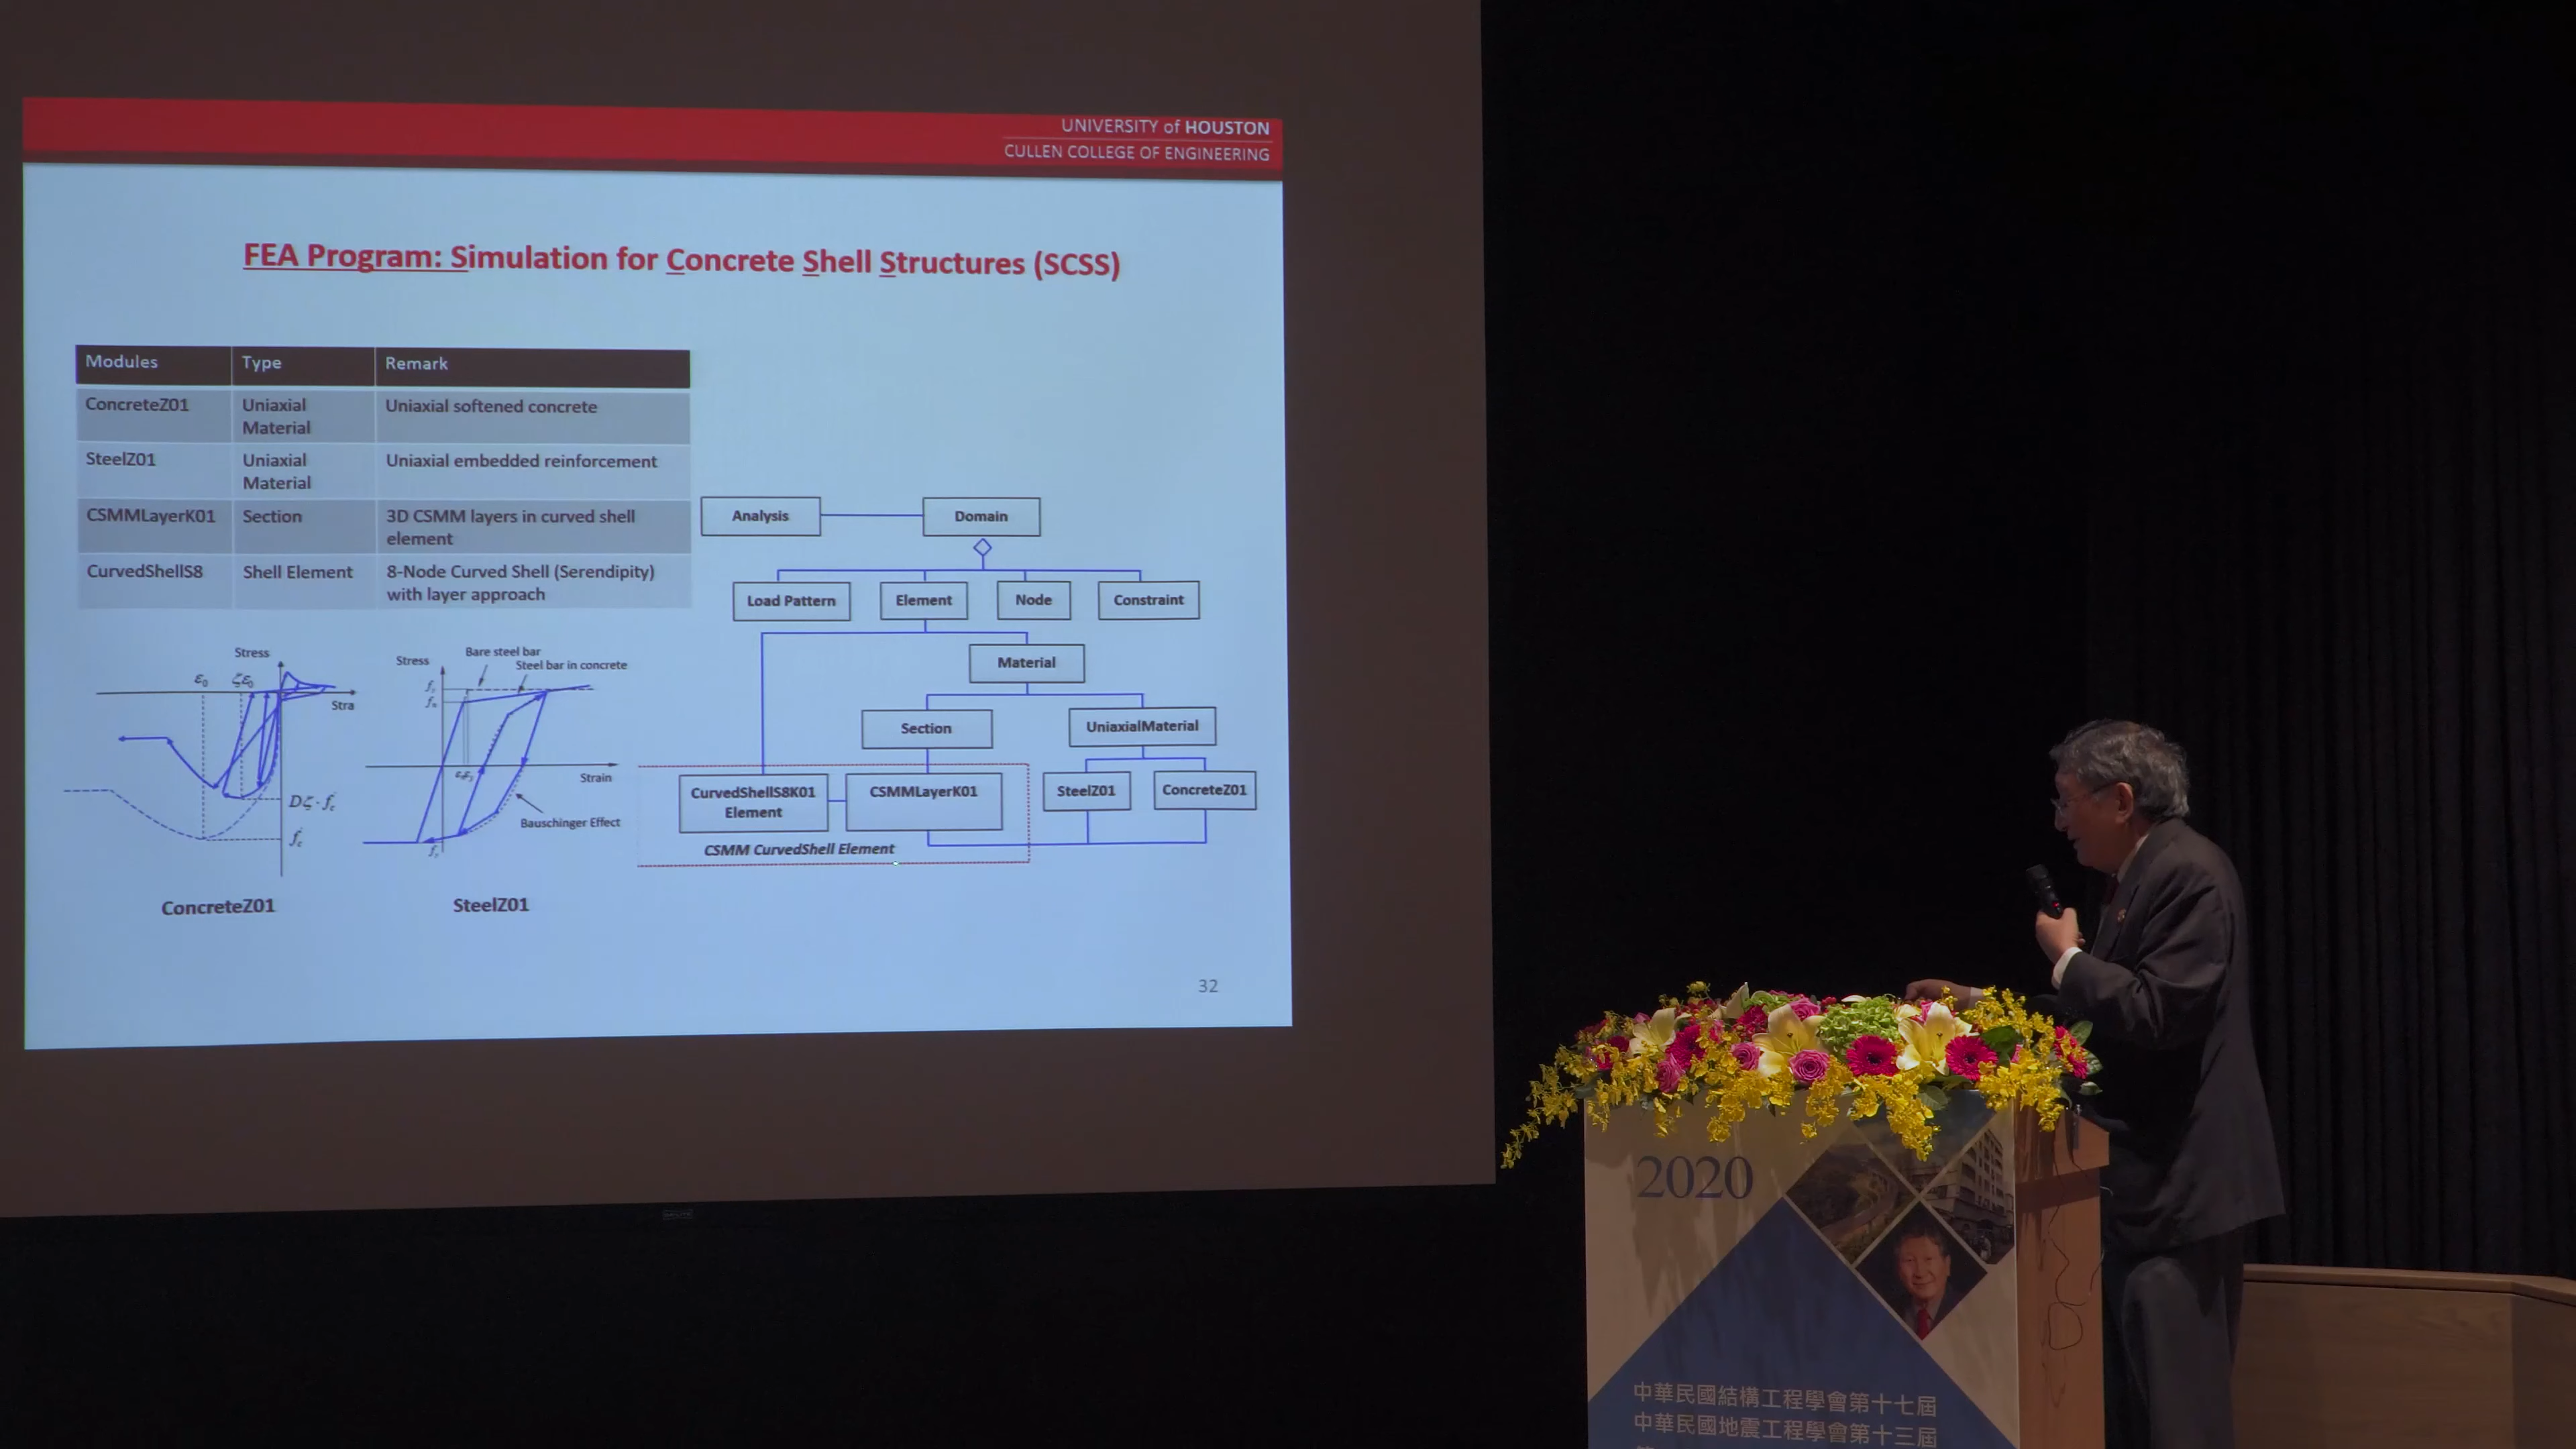 UNIVERSITY of HOUSTON
CULLEN COLLEGE OF ENGINEERING
FEA Program: Simulation for Concrete Shell Structures (SCSS)
Modules Type Remark
ConcreteZ01 Uniaxial Material Uniaxial softened concrete
SteelZ01 Uniaxial Material Uniaxial embedded reinforcement
CSMMLayerK01 Section 3D CSMM layers in curved shell element
CurvedShellS8 Shell Element 8-Node Curved Shell (Serendipity) with layer approach
Analysis
Domain
Load Pattern
Element
Node
Constraint
Material
Section
UniaxialMaterial
CurvedShellS8K01
Element
CSMMLayerK01
SteelZ01
ConcreteZ01
CSMM CurvedShell Element
Stress
ε₀
ζε₀
Stra
Dζ·f'c
f'c
ConcreteZ01
Stress
Bare steel bar
Steel bar in concrete
Strain
Bauschinger Effect
SteelZ01
32
2020
中華民國結構工程學會第十七屆
中華民國地震工程學會第十三屆